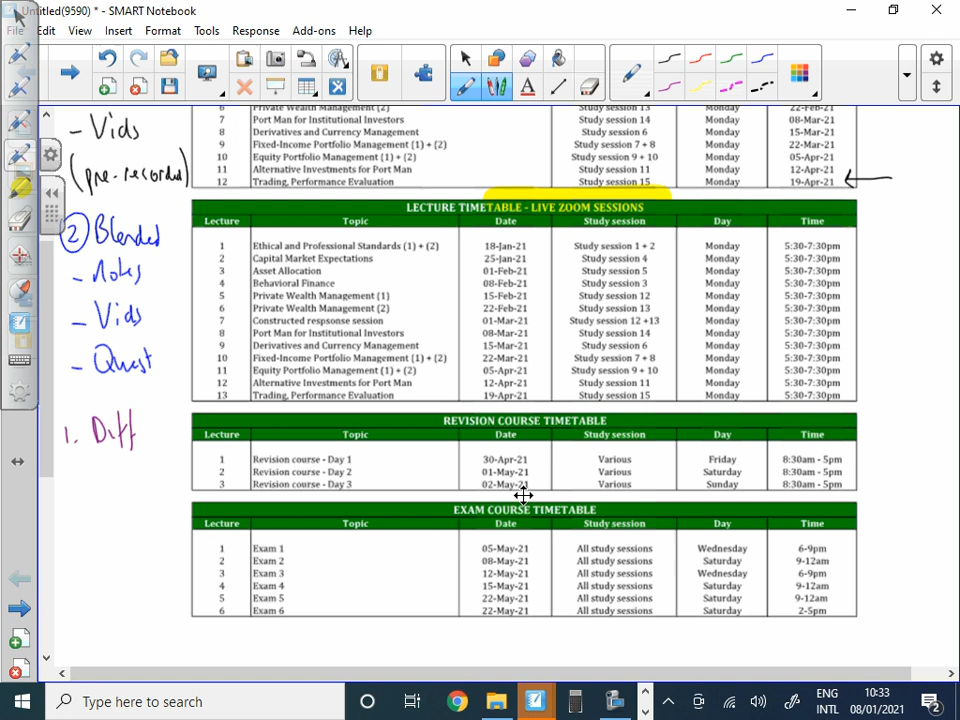 Untitled(9590) * - SMART Notebook
File Edit View Insert Format Tools Response Add-ons Help
- Vids
(pre-recorded)
② Blended
- Notes
- Vids
- Quest
1. Diff
6 Private Wealth Management (2) Study session 13 Monday 22-Feb-21
7 Port Man for Institutional Investors Study session 14 Monday 08-Mar-21
8 Derivatives and Currency Management Study session 6 Monday 15-Mar-21
9 Fixed-Income Portfolio Management (1) + (2) Study session 7 + 8 Monday 22-Mar-21
10 Equity Portfolio Management (1) + (2) Study session 9 + 10 Monday 05-Apr-21
11 Alternative Investments for Port Man Study session 11 Monday 12-Apr-21
12 Trading, Performance Evaluation Study session 15 Monday 19-Apr-21
LECTURE TIMETABLE - LIVE ZOOM SESSIONS
Lecture Topic Date Study session Day Time
1 Ethical and Professional Standards (1) + (2) 18-Jan-21 Study session 1 + 2 Monday 5:30-7:30pm
2 Capital Market Expectations 25-Jan-21 Study session 4 Monday 5:30-7:30pm
3 Asset Allocation 01-Feb-21 Study session 5 Monday 5:30-7:30pm
4 Behavioral Finance 08-Feb-21 Study session 3 Monday 5:30-7:30pm
5 Private Wealth Management (1) 15-Feb-21 Study session 12 Monday 5:30-7:30pm
6 Private Wealth Management (2) 22-Feb-21 Study session 13 Monday 5:30-7:30pm
7 Constructed respsonse session 01-Mar-21 Study session 12 +13 Monday 5:30-7:30pm
8 Port Man for Institutional Investors 08-Mar-21 Study session 14 Monday 5:30-7:30pm
9 Derivatives and Currency Management 15-Mar-21 Study session 6 Monday 5:30-7:30pm
10 Fixed-Income Portfolio Management (1) + (2) 22-Mar-21 Study session 7 + 8 Monday 5:30-7:30pm
11 Equity Portfolio Management (1) + (2) 05-Apr-21 Study session 9 + 10 Monday 5:30-7:30pm
12 Alternative Investments for Port Man 12-Apr-21 Study session 11 Monday 5:30-7:30pm
13 Trading, Performance Evaluation 19-Apr-21 Study session 15 Monday 5:30-7:30pm
REVISION COURSE TIMETABLE
Lecture Topic Date Study session Day Time
1 Revision course - Day 1 30-Apr-21 Various Friday 8:30am - 5pm
2 Revision course - Day 2 01-May-21 Various Saturday 8:30am - 5pm
3 Revision course - Day 3 02-May-21 Various Sunday 8:30am - 5pm
EXAM COURSE TIMETABLE
Lecture Topic Date Study session Day Time
1 Exam 1 05-May-21 All study sessions Wednesday 6-9pm
2 Exam 2 08-May-21 All study sessions Saturday 9-12am
3 Exam 3 12-May-21 All study sessions Wednesday 6-9pm
4 Exam 4 15-May-21 All study sessions Saturday 9-12am
5 Exam 5 22-May-21 All study sessions Saturday 9-12am
6 Exam 6 22-May-21 All study sessions Saturday 2-5pm
Type here to search
ENG
INTL
10:33
08/01/2021
2